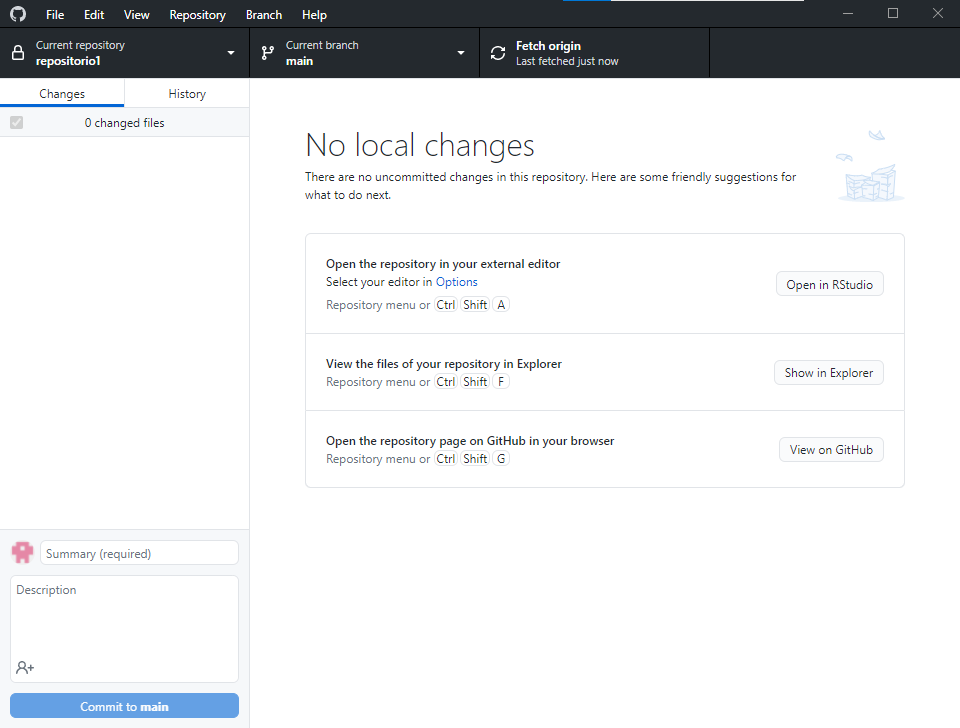 File Edit View Repository Branch Help
Current repository
repositorio1
Current branch
main
Fetch origin
Last fetched just now
Changes
History
0 changed files
No local changes
There are no uncommitted changes in this repository. Here are some friendly suggestions for
what to do next.
Open the repository in your external editor
Select your editor in Options
Repository menu or Ctrl Shift A
Open in RStudio
View the files of your repository in Explorer
Repository menu or Ctrl Shift F
Show in Explorer
Open the repository page on GitHub in your browser
Repository menu or Ctrl Shift G
View on GitHub
Summary (required)
Description
Commit to main